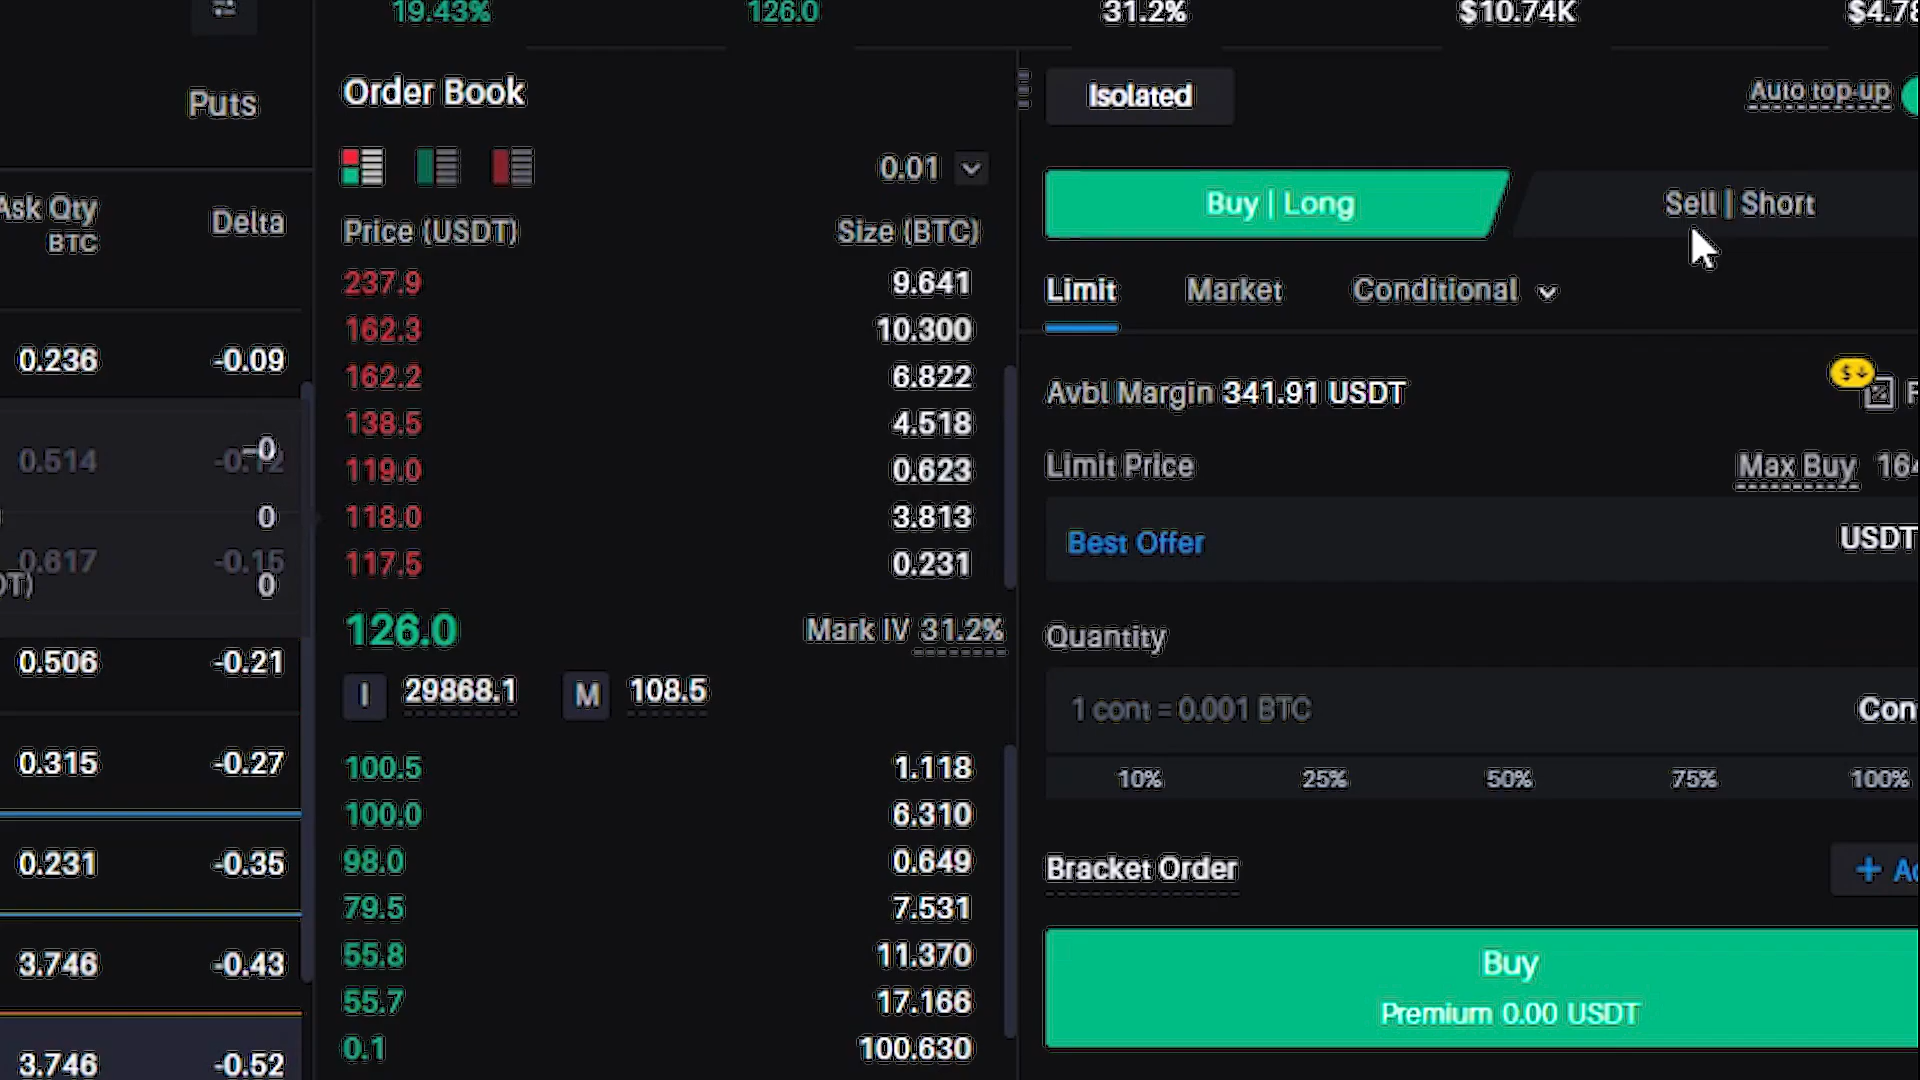 19.43% 126.0 31.2% $10.74K
Puts
Ask Qty Delta
BTC
0.236 -0.09
0.514
-0
0
0.617 -0.15
0
0.506 -0.21
0.315 -0.27
0.231 -0.35
3.746 -0.43
3.746 -0.52
Order Book
0.01
Price (USDT) Size (BTC)
237.9 9.641
162.3 10.300
162.2 6.822
138.5 4.518
119.0 0.623
118.0 3.813
117.5 0.231
126.0 Mark IV 31.2%
I 29868.1 M 108.5
100.5 1.118
100.0 6.310
98.0 0.649
79.5 7.531
55.8 11.370
55.7 17.166
0.1 100.630
Isolated Auto top-up
Buy | Long Sell | Short
Limit Market Conditional
Avbl Margin 341.91 USDT
Limit Price Max Buy
Best Offer USDT
Quantity
1 cont = 0.001 BTC
10% 25% 50% 75% 100%
Bracket Order +
Buy
Premium 0.00 USDT